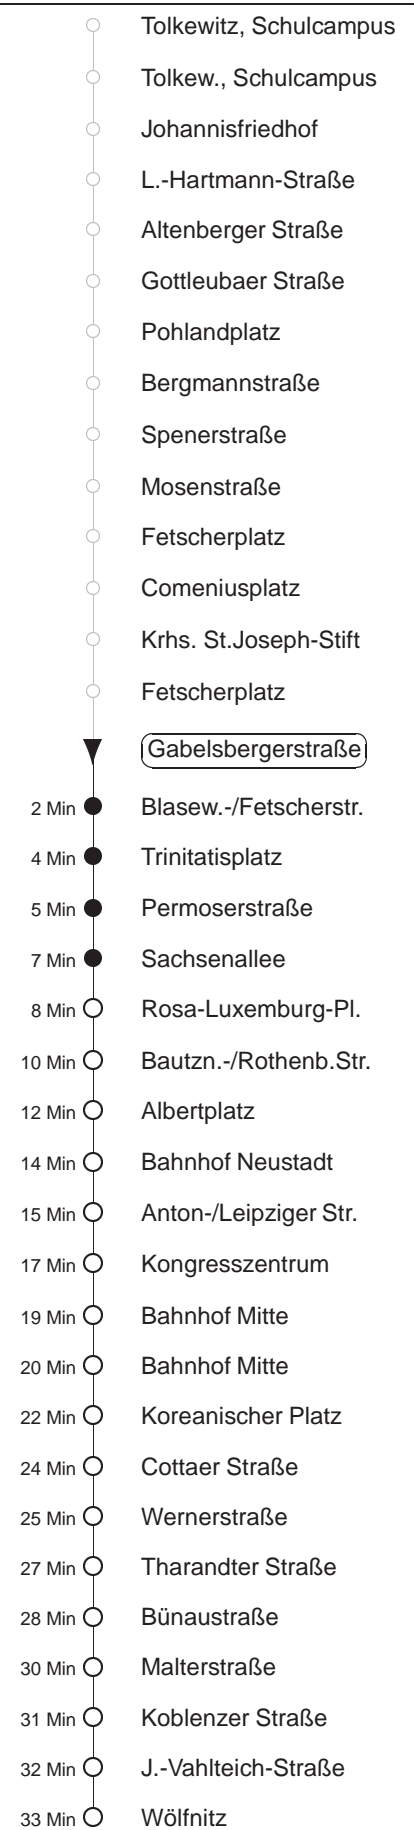 Tolkewitz, Schulcampus
Tolkew., Schulcampus
Johannisfriedhof
L.-Hartmann-Straße
Altenberger Straße
Gottleubaer Straße
Pohlandplatz
Bergmannstraße
Spenerstraße
Mosenstraße
Fetscherplatz
Comeniusplatz
Krhs. St.Joseph-Stift
Fetscherplatz
Gabelsbergerstraße
2 Min Blasew.-/Fetscherstr.
4 Min Trinitatisplatz
5 Min Permoserstraße
7 Min Sachsenallee
8 Min Rosa-Luxemburg-Pl.
10 Min Bautzn.-/Rothenb.Str.
12 Min Albertplatz
14 Min Bahnhof Neustadt
15 Min Anton-/Leipziger Str.
17 Min Kongresszentrum
19 Min Bahnhof Mitte
20 Min Bahnhof Mitte
22 Min Koreanischer Platz
24 Min Cottaer Straße
25 Min Wernerstraße
27 Min Tharandter Straße
28 Min Bünaustraße
30 Min Malterstraße
31 Min Koblenzer Straße
32 Min J.-Vahlteich-Straße
33 Min Wölfnitz